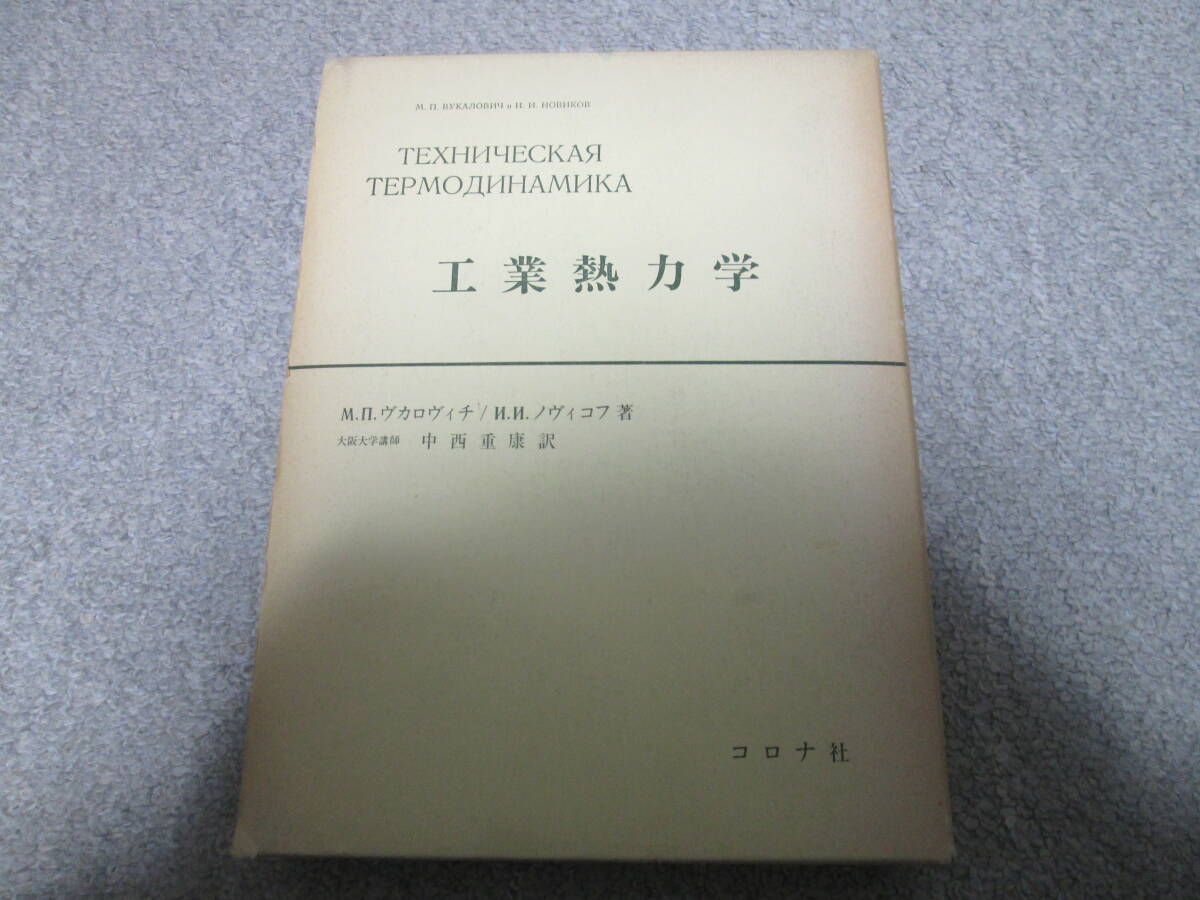 М. П. ВУКАЛОВИЧ и И. И. НОВИКОВ
ТЕХНИЧЕСКАЯ
ТЕРМОДИНАМИКА
工業熱力学
М.П.ヴカロヴィチ/И.И.ノヴィコフ著
大阪大学講師 中西重康訳
コロナ社